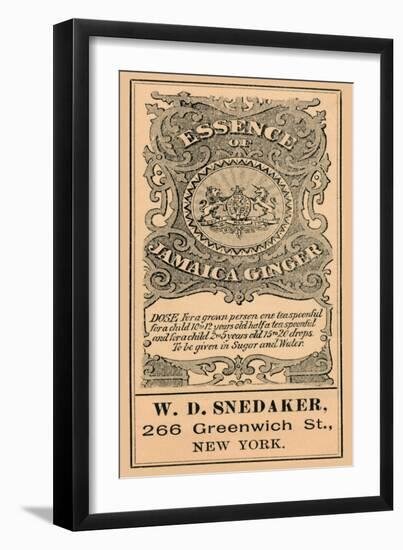 ESSENCE
OF
JAMAICA GINGER
DOSE For a grown person one teaspoonful
for a child 10 to 12 years old half a teaspoonful
and for a child 2 to 5 years old 15 to 20 drops.
To be given in Sugar and Water.
W. D. SNEDAKER,
266 Greenwich St.,
NEW YORK.